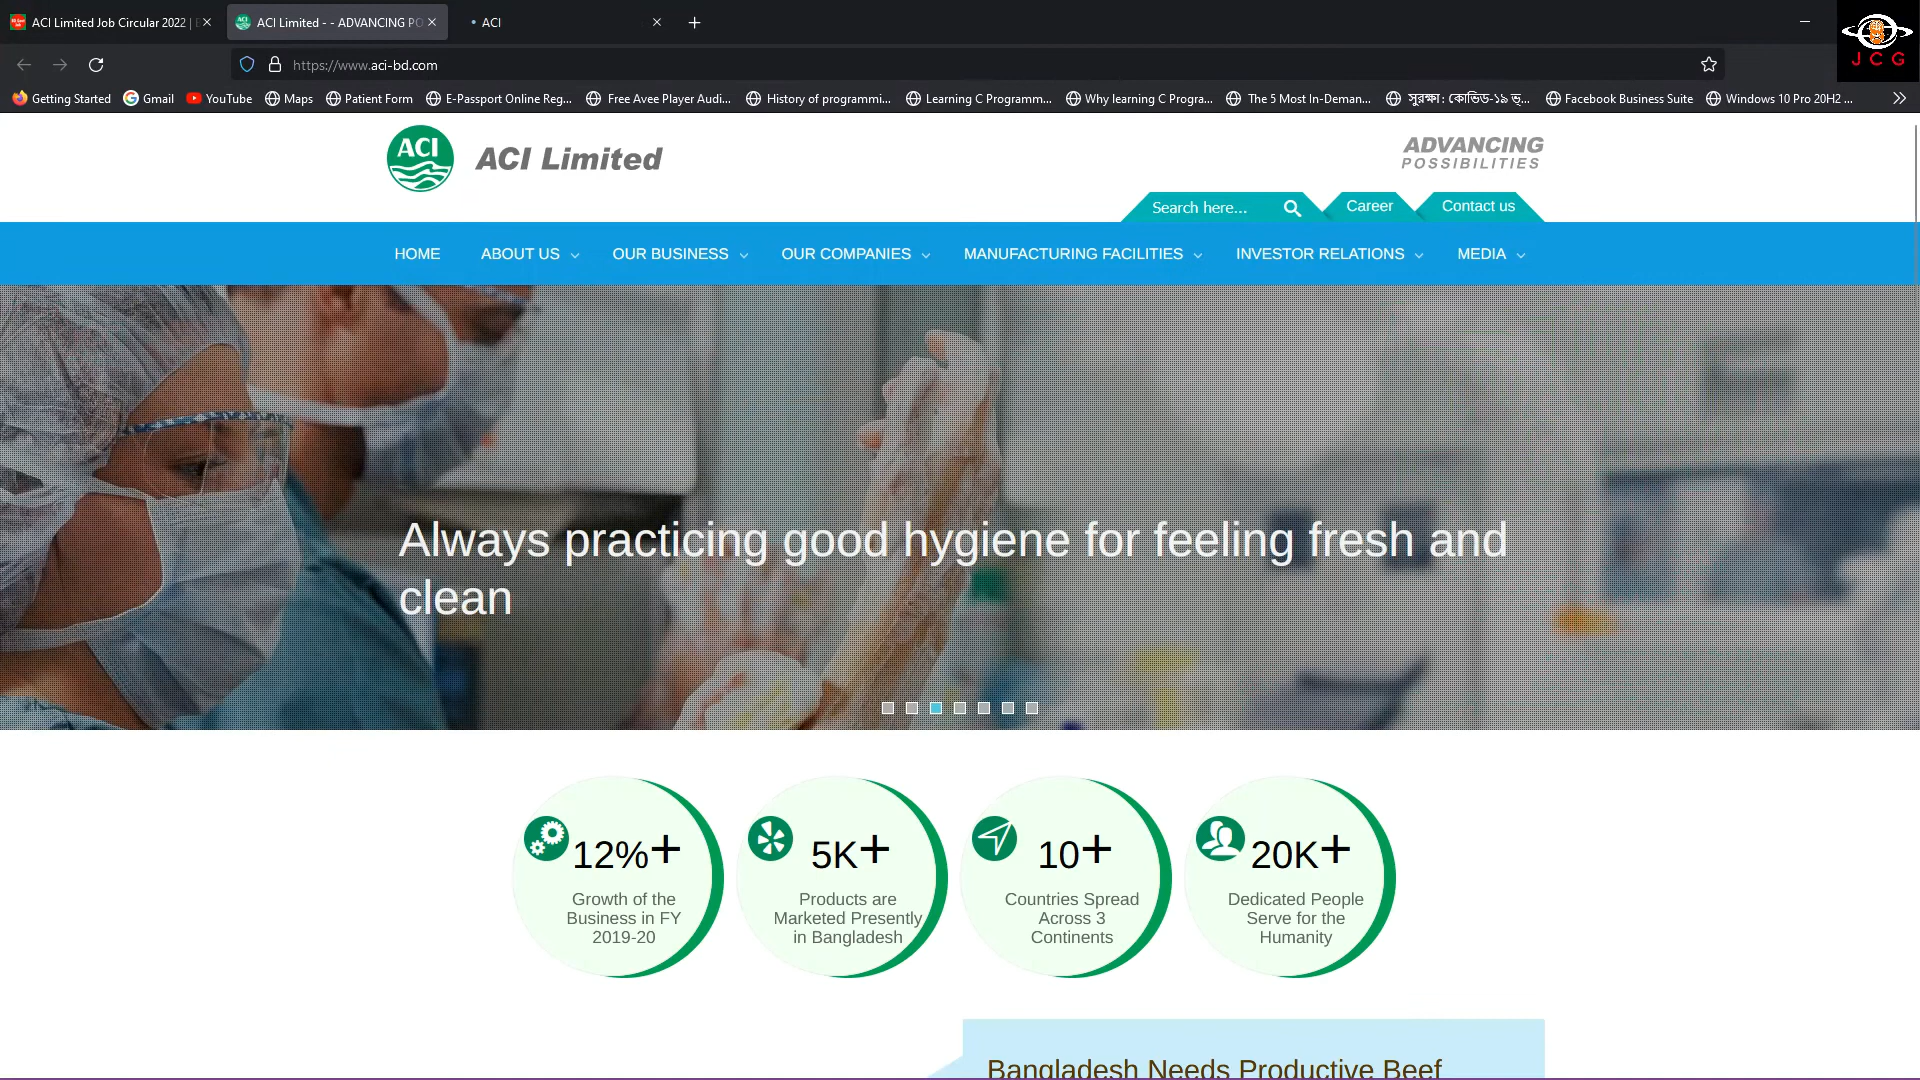 ACI Limited Job Circular 2022 |
ACI Limited - - ADVANCING PO
ACI
JCG
https://www.aci-bd.com
Getting Started
Gmail
YouTube
Maps
Patient Form
E-Passport Online Reg...
Free Avee Player Audi...
History of programmi...
Learning C Programm...
Why learning C Progra...
The 5 Most In-Deman...
সুরক্ষা : কোভিড-১৯ ভ্...
Facebook Business Suite
Windows 10 Pro 20H2 ...
ACI
ACI Limited
ADVANCING
POSSIBILITIES
Search here...
Career
Contact us
HOME
ABOUT US
OUR BUSINESS
OUR COMPANIES
MANUFACTURING FACILITIES
INVESTOR RELATIONS
MEDIA
Always practicing good hygiene for feeling fresh and
clean
12%+
Growth of the
Business in FY
2019-20
5K+
Products are
Marketed Presently
in Bangladesh
10+
Countries Spread
Across 3
Continents
20K+
Dedicated People
Serve for the
Humanity
Bangladesh Needs Productive Beef